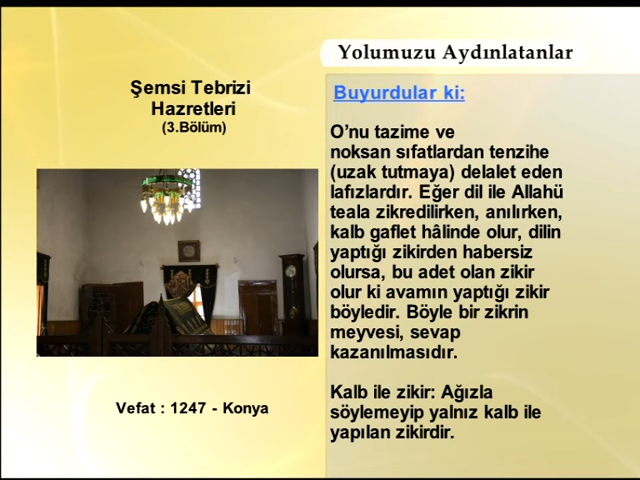 Yolumuzu Aydınlatanlar
Şemsi Tebrizi
Hazretleri
(3.Bölüm)
Vefat : 1247 - Konya
Buyurdular ki:
O’nu tazime ve
noksan sıfatlardan tenzihe
(uzak tutmaya) delalet eden
lafızlardır. Eğer dil ile Allahü
teala zikredilirken, anılırken,
kalb gaflet hâlinde olur, dilin
yaptığı zikirden habersiz
olursa, bu adet olan zikir
olur ki avamın yaptığı zikir
böyledir. Böyle bir zikrin
meyvesi, sevap
kazanılmasıdır.
Kalb ile zikir: Ağızla
söylemeyip yalnız kalb ile
yapılan zikirdir.